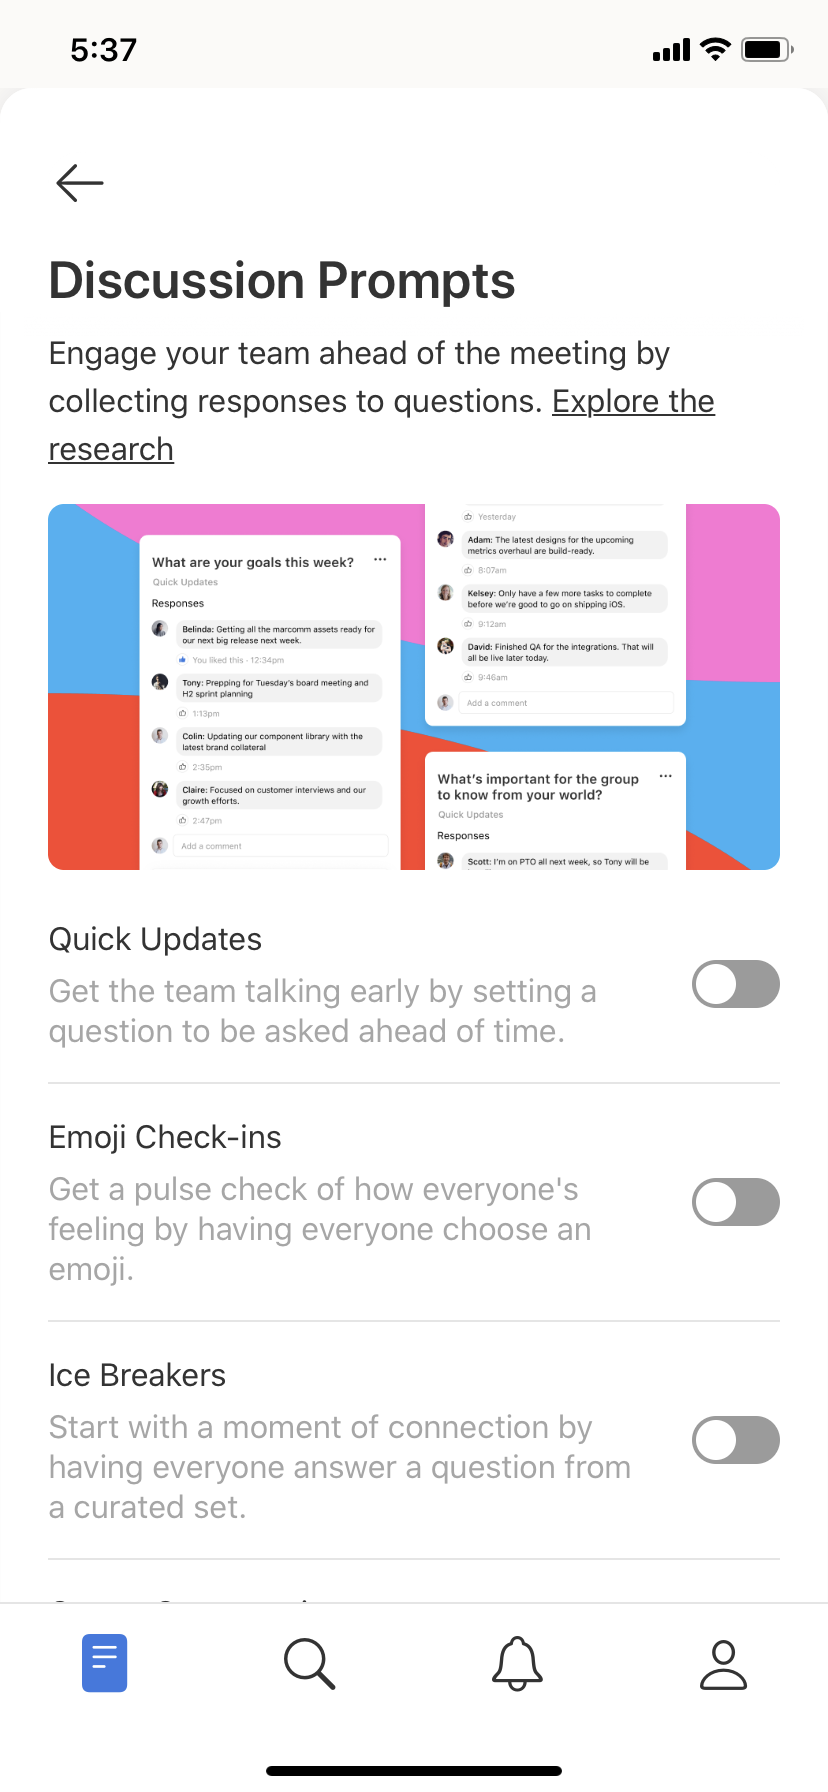 5:37
Discussion Prompts
Engage your team ahead of the meeting by
collecting responses to questions. Explore the
research
What are your goals this week?
Quick Updates
Responses
Belinda: Getting all the marcomm assets ready for
our next big release next week.
You liked this · 12:34pm
Tony: Prepping for Tuesday's board meeting and
H2 sprint planning
1:13pm
Colin: Updating our component library with the
latest brand collateral
2:35pm
Claire: Focused on customer interviews and our
growth efforts.
2:47pm
Add a comment
Yesterday
Adam: The latest designs for the upcoming
metrics overhaul are build-ready.
8:07am
Kelsey: Only have a few more tasks to complete
before we're good to go on shipping iOS.
9:12am
David: Finished QA for the integrations. That will
all be live later today.
9:46am
Add a comment
What's important for the group
to know from your world?
Quick Updates
Responses
Scott: I'm on PTO all next week, so Tony will be
Quick Updates
Get the team talking early by setting a
question to be asked ahead of time.
Emoji Check-ins
Get a pulse check of how everyone's
feeling by having everyone choose an
emoji.
Ice Breakers
Start with a moment of connection by
having everyone answer a question from
a curated set.